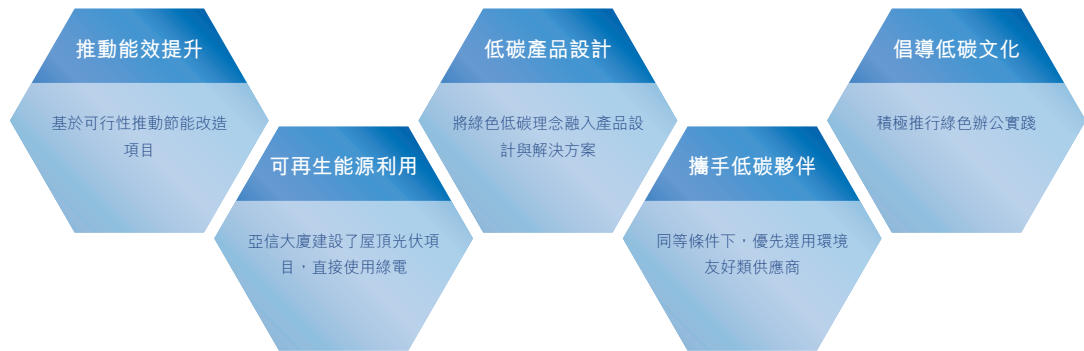 推動能效提升
基於可行性推動節能改造
項目
可再生能源利用
亞信大廈建設了屋頂光伏項
目，直接使用綠電
低碳產品設計
將綠色低碳理念融入產品設
計與解決方案
攜手低碳夥伴
同等條件下，優先選用環境
友好類供應商
倡導低碳文化
積極推行綠色辦公實踐